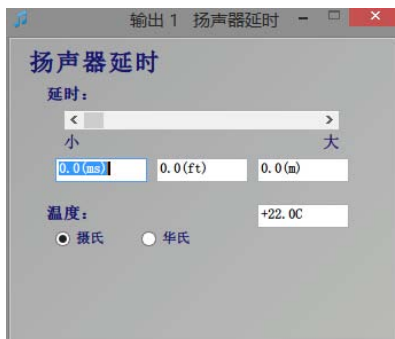 输出 1 扬声器延时
扬声器延时
延时：
小 大
0.0(ms) 0.0(ft) 0.0(m)
温度： +22.0C
摄氏 华氏